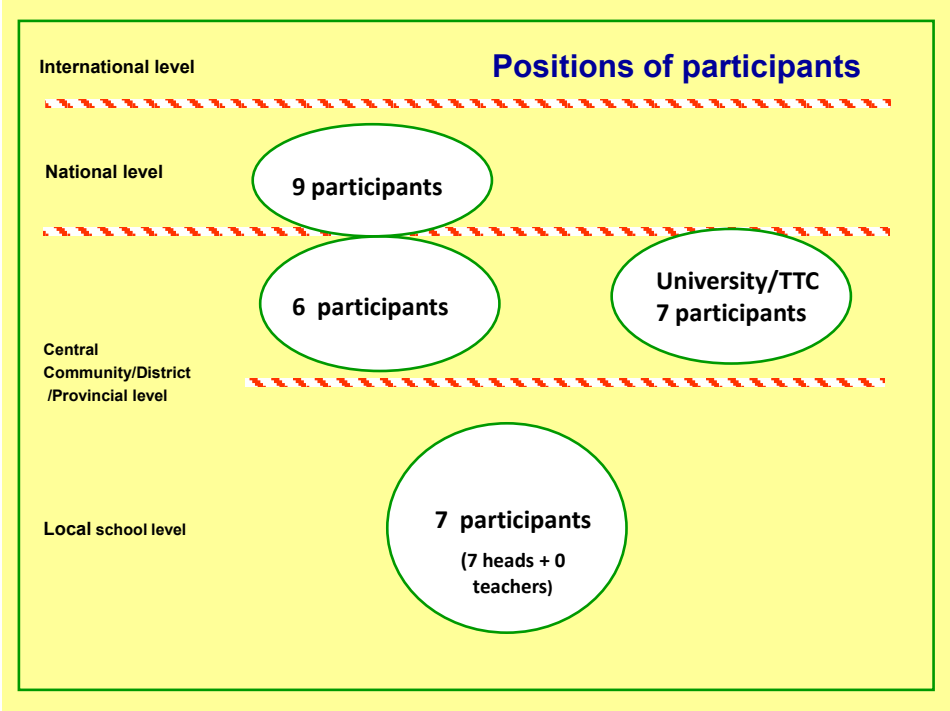 International level
Positions of participants
National level
9 participants
6 participants
University/TTC
7 participants
Central
Community/District
/Provincial level
Local school level
7 participants
(7 heads + 0
teachers)